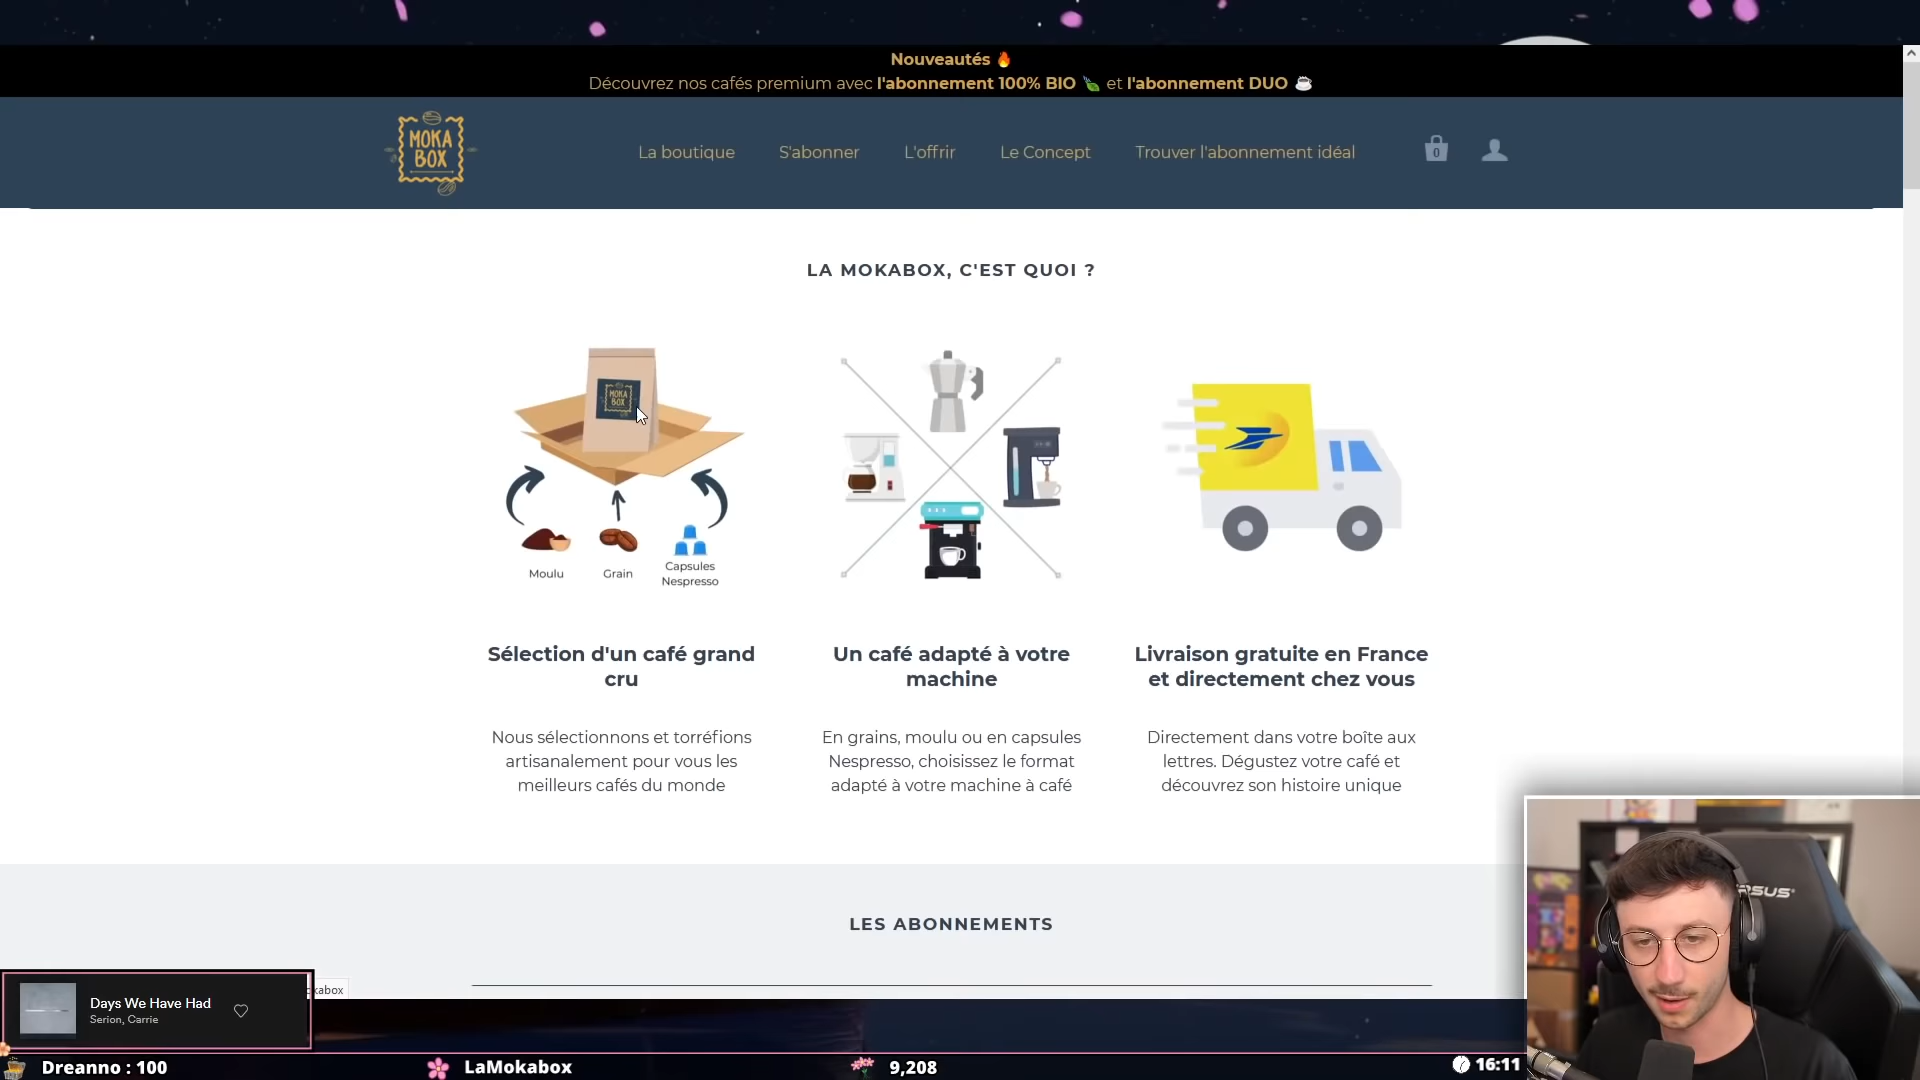 Nouveautés 🔥
Découvrez nos cafés premium avec l'abonnement 100% BIO 🍃 et l'abonnement DUO ☕
MOKA
BOX
La boutique
S'abonner
L'offrir
Le Concept
Trouver l'abonnement idéal
0
LA MOKABOX, C'EST QUOI ?
MOKA
BOX
Moulu
Grain
Capsules
Nespresso
Sélection d'un café grand
cru
Nous sélectionnons et torréfions
artisanalement pour vous les
meilleurs cafés du monde
Un café adapté à votre
machine
En grains, moulu ou en capsules
Nespresso, choisissez le format
adapté à votre machine à café
Livraison gratuite en France
et directement chez vous
Directement dans votre boîte aux
lettres. Dégustez votre café et
découvrez son histoire unique
LES ABONNEMENTS
Days We Have Had
Serion, Carrie
Dreanno : 100
LaMokabox
9,208
16:11